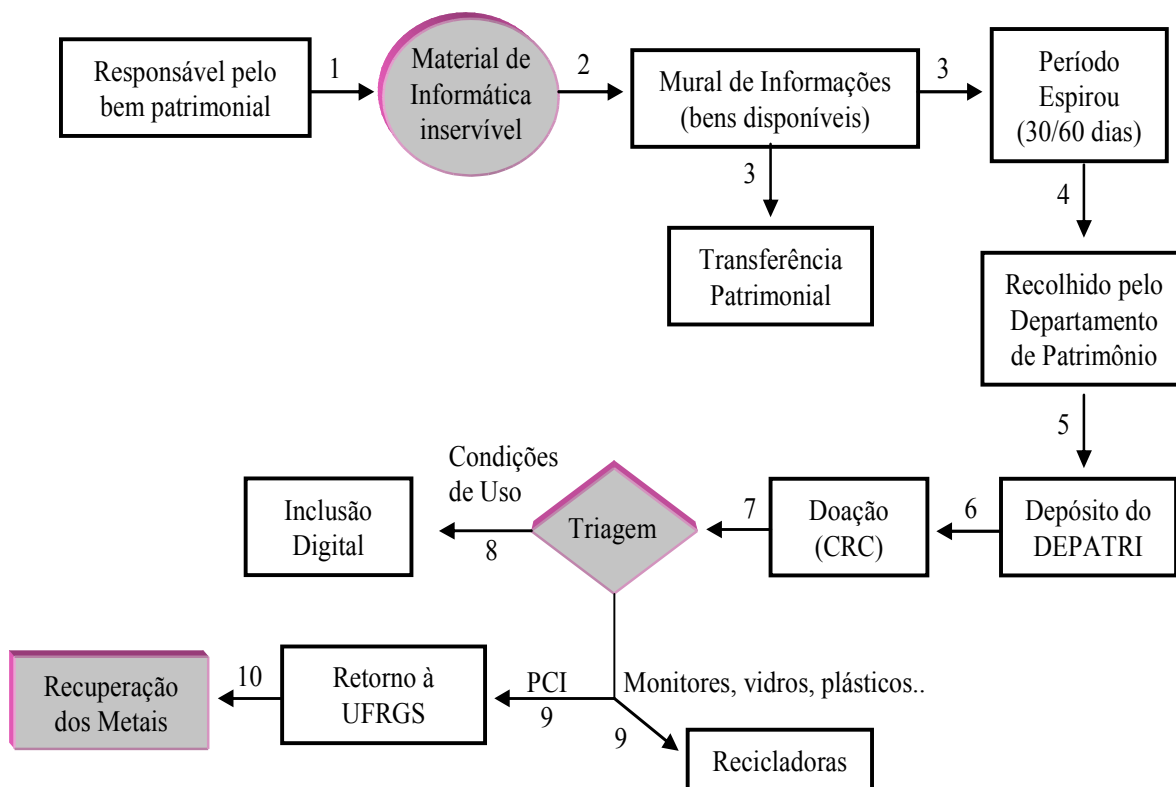 Responsável pelo
bem patrimonial
1
Material de
Informática
inservível
2
Mural de Informações
(bens disponíveis)
3
Período
Espirou
(30/60 dias)
3
Transferência
Patrimonial
4
Recolhido pelo
Departamento
de Patrimônio
5
Depósito do
DEPATRI
6
Doação
(CRC)
7
Triagem
Condições
de Uso
8
Inclusão
Digital
Monitores, vidros, plásticos..
9
Recicladoras
PCI
9
Retorno à
UFRGS
10
Recuperação
dos Metais